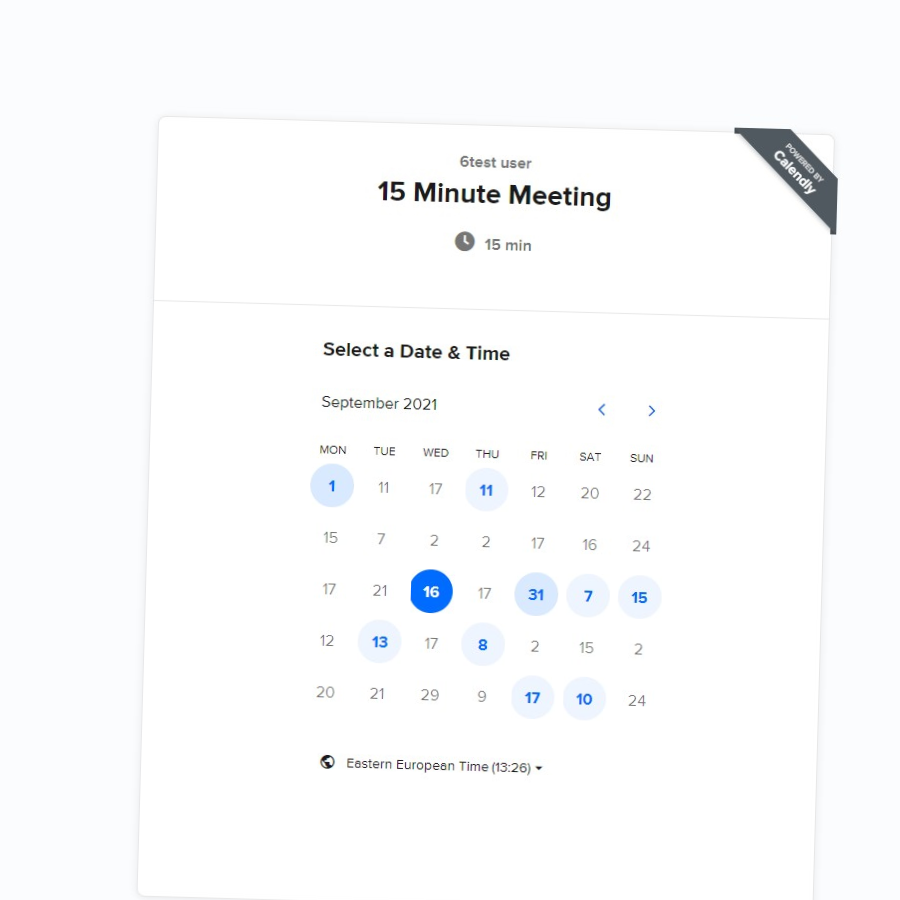 POWERED BY
Calendly
6test user
15 Minute Meeting
15 min
Select a Date & Time
September 2021
MON TUE WED THU FRI SAT SUN
1 11 17 11 12 20 22
15 7 2 2 17 16 24
17 21 16 17 31 7 15
12 13 17 8 2 15 2
20 21 29 9 17 10 24
Eastern European Time (13:26)